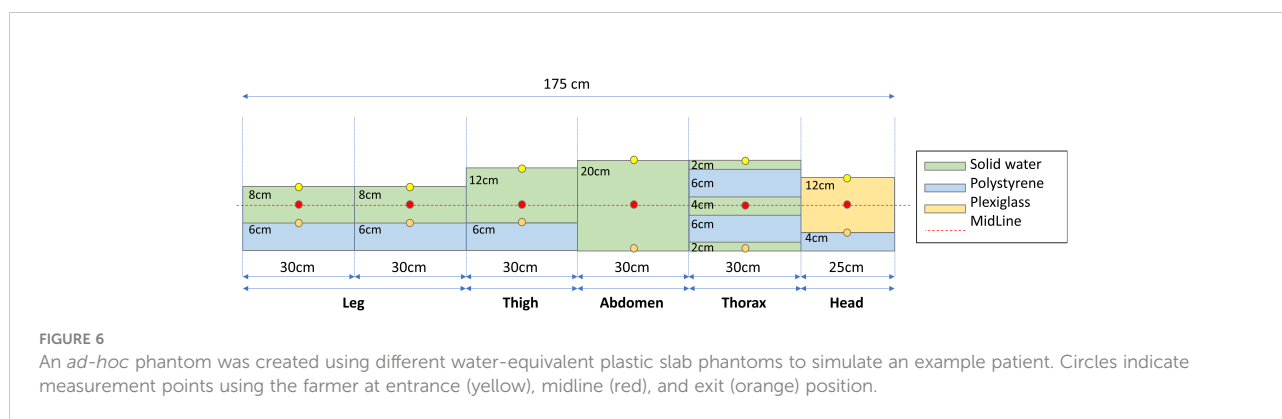 175 cm
8cm
8cm
12cm
20cm
2cm
6cm
4cm
6cm
2cm
12cm
6cm
6cm
6cm
4cm
Solid water
Polystyrene
Plexiglass
MidLine
30cm
30cm
30cm
30cm
30cm
25cm
Leg
Thigh
Abdomen
Thorax
Head
FIGURE 6
An ad-hoc phantom was created using different water-equivalent plastic slab phantoms to simulate an example patient. Circles indicate
measurement points using the farmer at entrance (yellow), midline (red), and exit (orange) position.